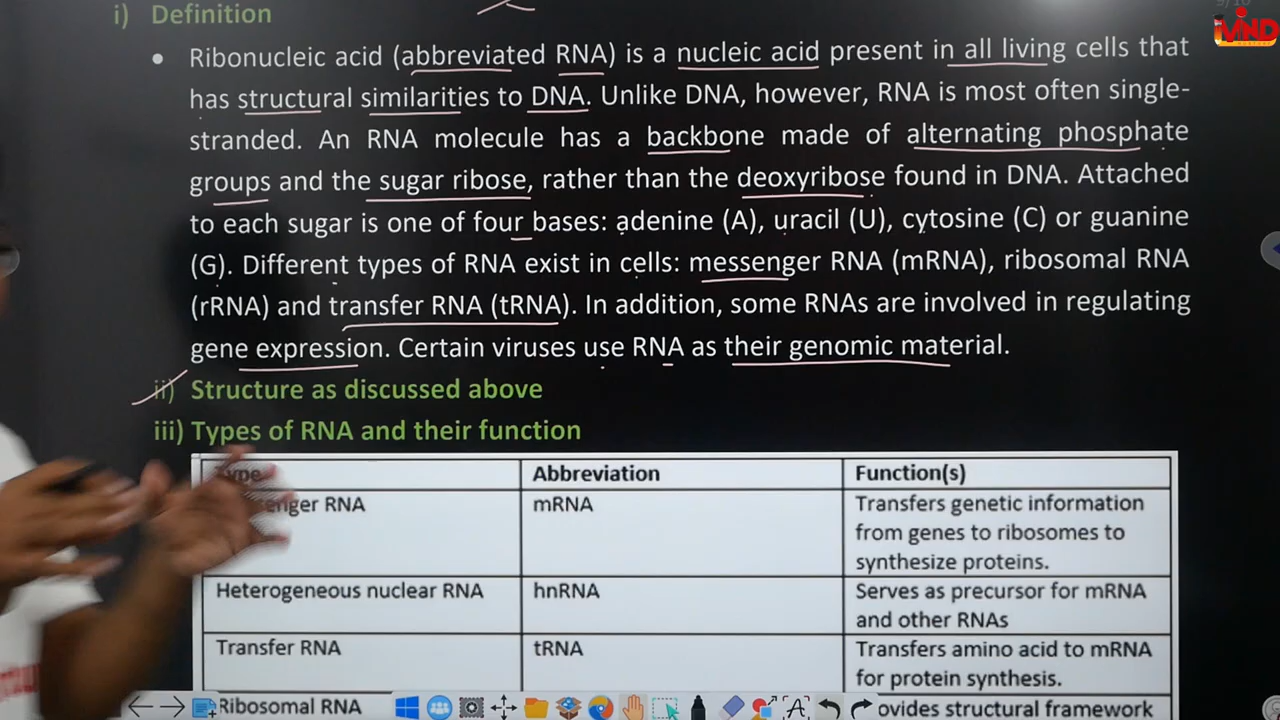 i) Definition
• Ribonucleic acid (abbreviated RNA) is a nucleic acid present in all living cells that
has structural similarities to DNA. Unlike DNA, however, RNA is most often single-
stranded. An RNA molecule has a backbone made of alternating phosphate
groups and the sugar ribose, rather than the deoxyribose found in DNA. Attached
to each sugar is one of four bases: adenine (A), uracil (U), cytosine (C) or guanine
(G). Different types of RNA exist in cells: messenger RNA (mRNA), ribosomal RNA
(rRNA) and transfer RNA (tRNA). In addition, some RNAs are involved in regulating
gene expression. Certain viruses use RNA as their genomic material.
ii) Structure as discussed above
iii) Types of RNA and their function
Type Abbreviation Function(s)
enger RNA mRNA Transfers genetic information
from genes to ribosomes to
synthesize proteins.
Heterogeneous nuclear RNA hnRNA Serves as precursor for mRNA
and other RNAs
Transfer RNA tRNA Transfers amino acid to mRNA
for protein synthesis.
Ribosomal RNA ovides structural framework